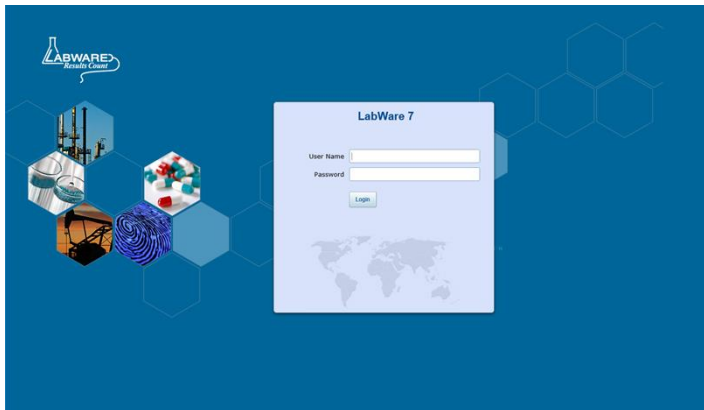 LABWARE
Results Count
LabWare 7
User Name
Password
Login